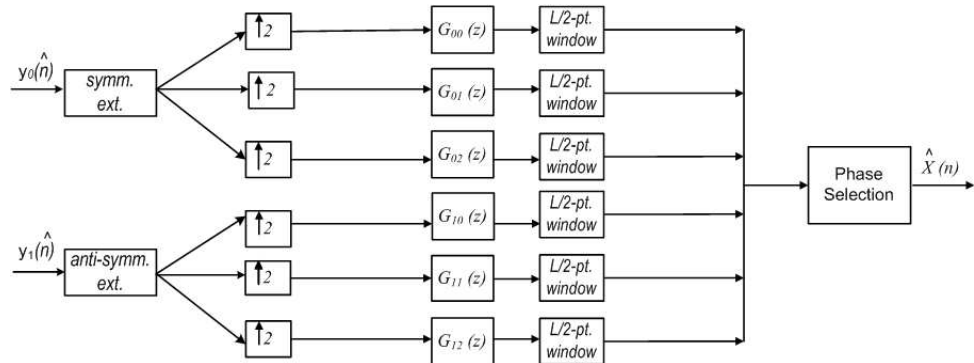 ↑2
G₀₀ (z)
L/2-pt.
window
y₀(n̂)
symm.
ext.
↑2
G₀₁ (z)
L/2-pt.
window
↑2
G₀₂ (z)
L/2-pt.
window
Phase
Selection
X̂ (n)
↑2
G₁₀ (z)
L/2-pt.
window
y₁(n̂)
anti-symm.
ext.
↑2
G₁₁ (z)
L/2-pt.
window
↑2
G₁₂ (z)
L/2-pt.
window